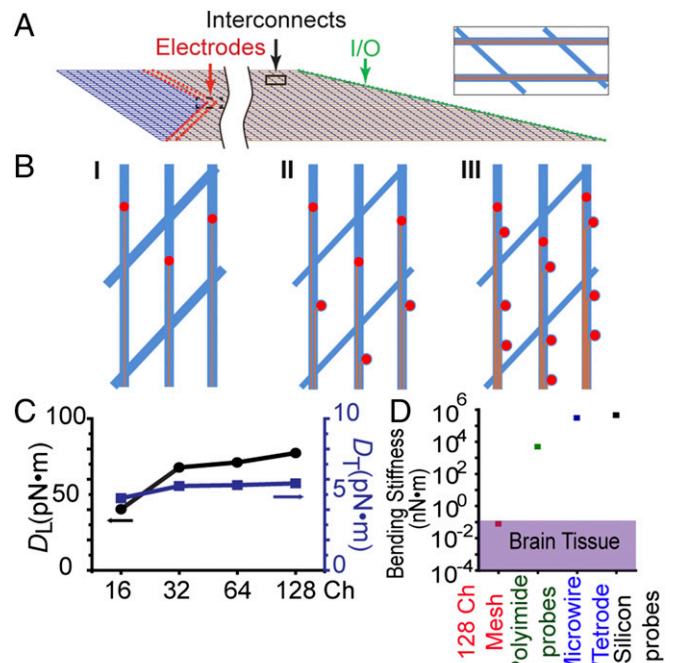 A
Interconnects
Electrodes
I/O
B
I
II
III
C
D
100
50
0
D_L(pN•m)
10
5
0
D_T(pN•m)
16 32 64 128 Ch
Bending Stiffness
(nN•m)
10^6
10^4
10^2
10^0
10^-2
10^-4
Brain Tissue
128 Ch
Mesh
Polyimide
probes
Microwire
/Tetrode
Silicon
probes